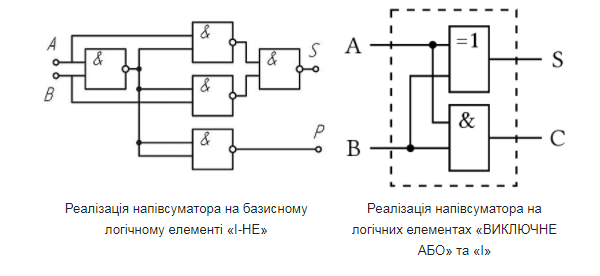 A
B
&
&
&
&
&
S
P
A
B
=1
&
S
C
Реалізація напівсуматора на базисному
логічному елементі «І-НЕ»
Реалізація напівсуматора на
логічних елементах «ВИКЛЮЧНЕ
АБО» та «І»